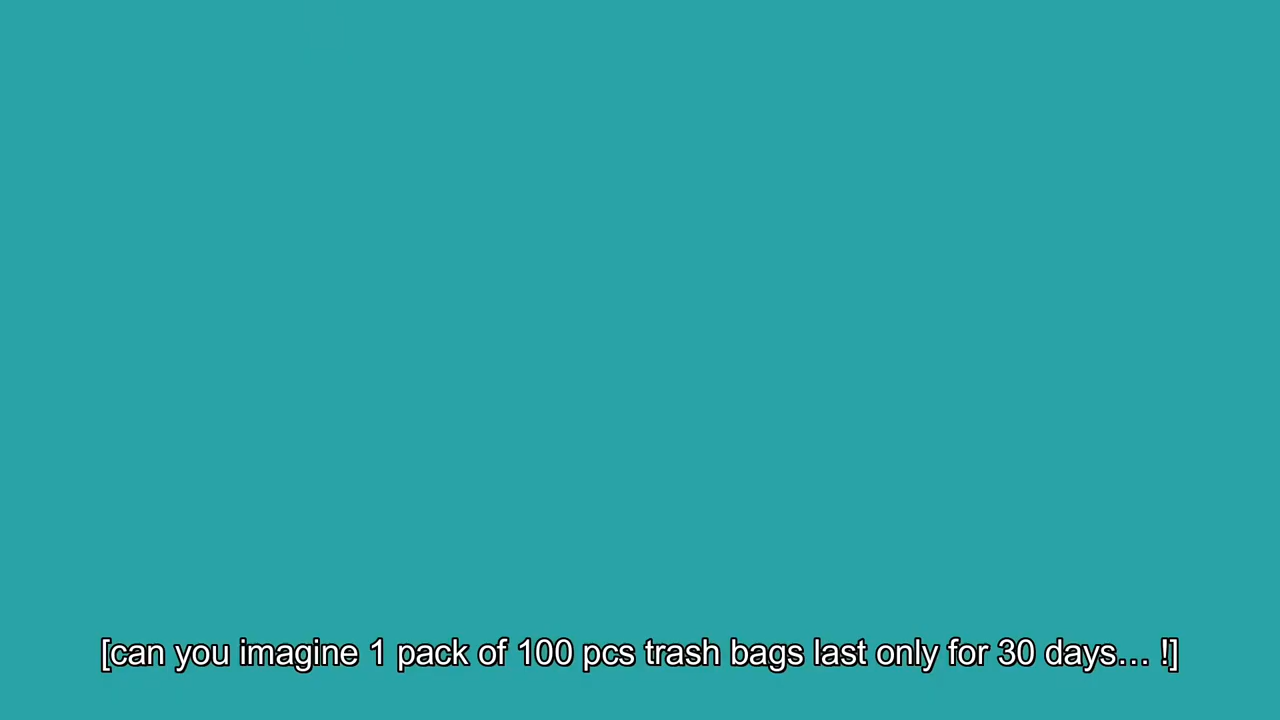 [can you imagine 1 pack of 100 pcs trash bags last only for 30 days… !]